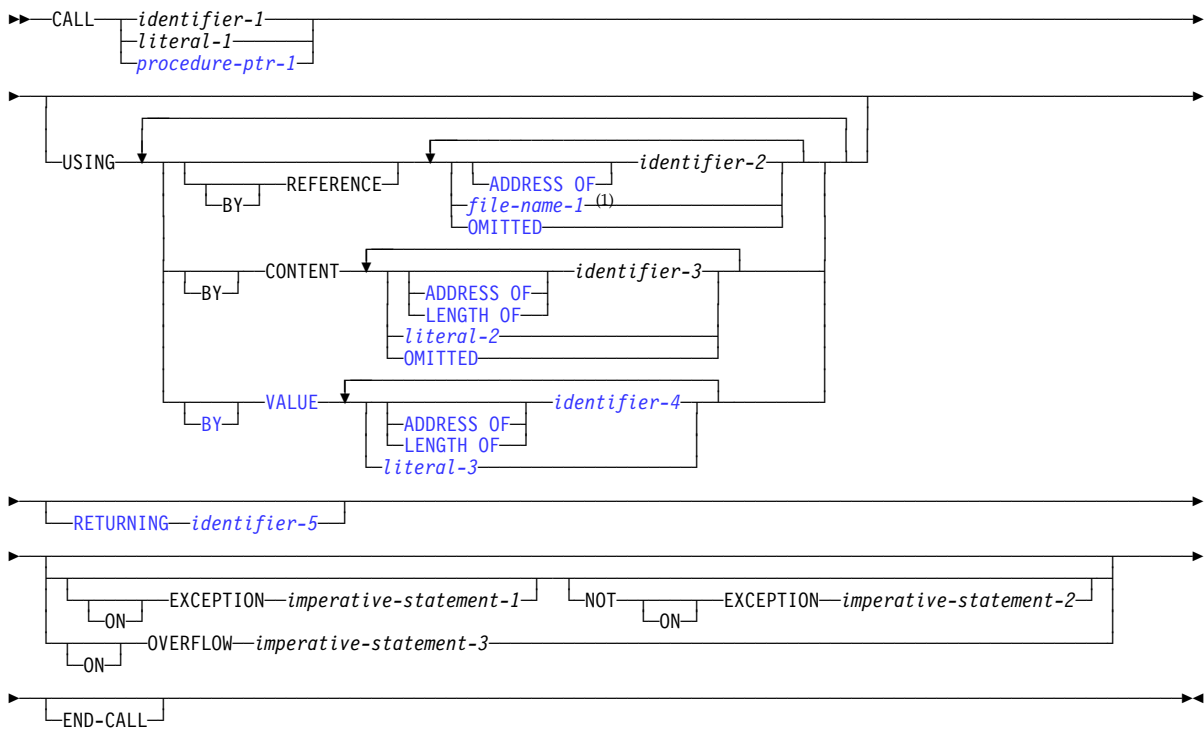 CALL identifier-1
literal-1
procedure-ptr-1
USING identifier-2
REFERENCE ADDRESS OF
BY file-name-1 (1)
OMITTED
CONTENT identifier-3
BY ADDRESS OF
LENGTH OF
literal-2
OMITTED
VALUE identifier-4
BY ADDRESS OF
LENGTH OF
literal-3
RETURNING identifier-5
EXCEPTION imperative-statement-1 NOT EXCEPTION imperative-statement-2
ON ON
OVERFLOW imperative-statement-3
ON
END-CALL